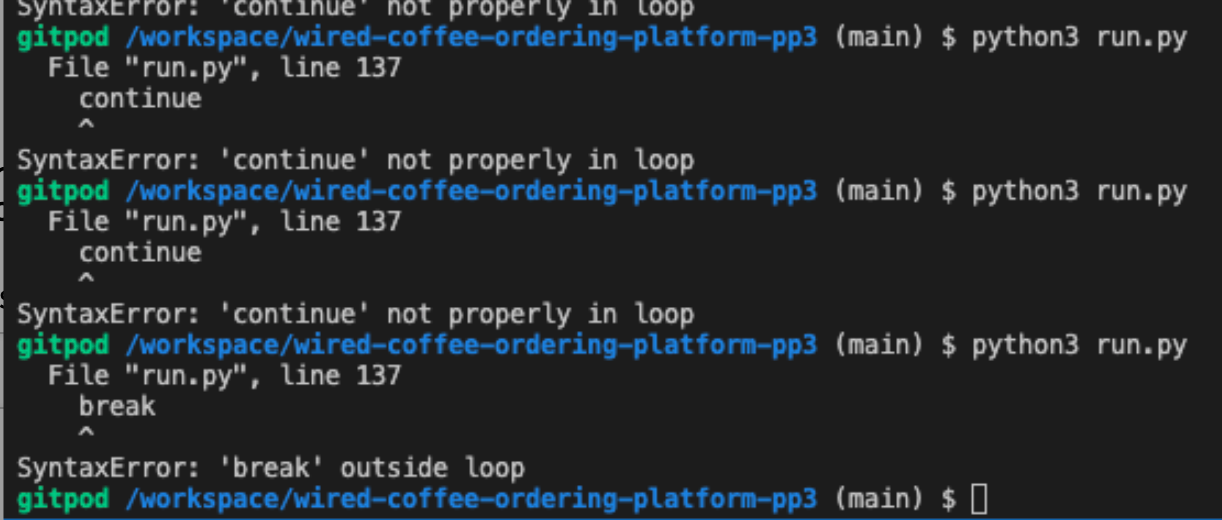 SyntaxError: 'continue' not properly in loop
gitpod /workspace/wired-coffee-ordering-platform-pp3 (main) $ python3 run.py
  File "run.py", line 137
    continue
    ^
SyntaxError: 'continue' not properly in loop
gitpod /workspace/wired-coffee-ordering-platform-pp3 (main) $ python3 run.py
  File "run.py", line 137
    continue
    ^
SyntaxError: 'continue' not properly in loop
gitpod /workspace/wired-coffee-ordering-platform-pp3 (main) $ python3 run.py
  File "run.py", line 137
    break
    ^
SyntaxError: 'break' outside loop
gitpod /workspace/wired-coffee-ordering-platform-pp3 (main) $